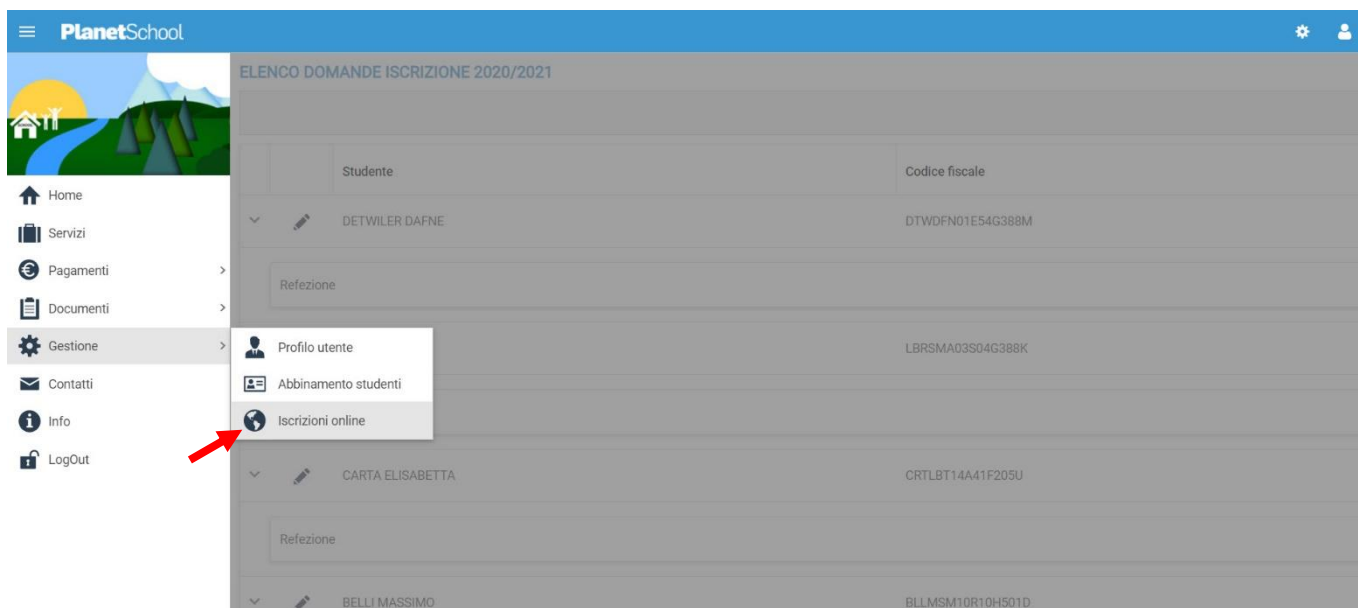 PlanetSchool
ELENCO DOMANDE ISCRIZIONE 2020/2021
Studente Codice fiscale
DETWILER DAFNE DTWDFN01E54G388M
Refezione
LBRSMA03S04G388K
CARTA ELISABETTA CRTLBT14A41F205U
Refezione
BELLI MASSIMO BLLMSM10R10H501D
Home
Servizi
Pagamenti
Documenti
Gestione
Contatti
Info
LogOut
Profilo utente
Abbinamento studenti
Iscrizioni online